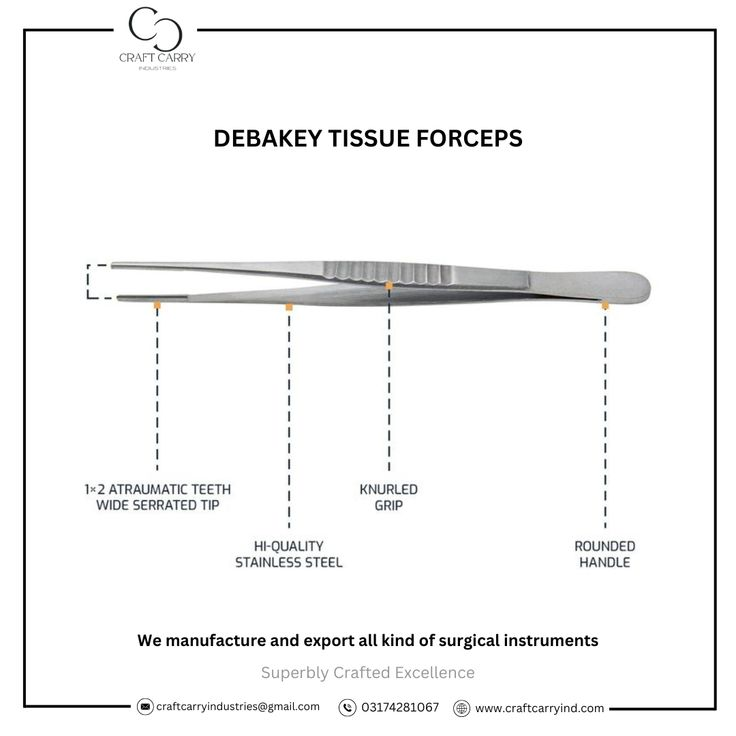 CRAFT CARRY
INDUSTRIES
DEBAKEY TISSUE FORCEPS
1×2 ATRAUMATIC TEETH
WIDE SERRATED TIP
KNURLED
GRIP
HI-QUALITY
STAINLESS STEEL
ROUNDED
HANDLE
We manufacture and export all kind of surgical instruments
Superbly Crafted Excellence
craftcarryindustries@gmail.com 03174281067 www.craftcarryind.com